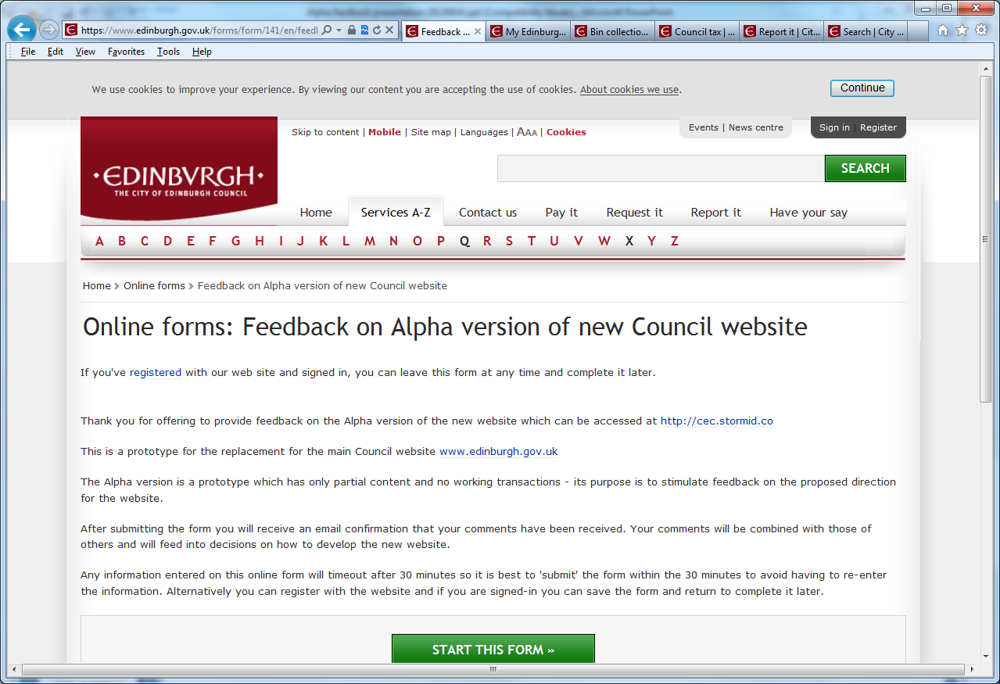 Alpha feedback presentation 20130828.ppt [Compatibility Mode] - Microsoft PowerPoint
https://www.edinburgh.gov.uk/forms/form/141/en/feedl
Feedback ...
My Edinburg...
Bin collectio...
Council tax | ...
Report it | Cit...
Search | City ...
File Edit View Favorites Tools Help
We use cookies to improve your experience. By viewing our content you are accepting the use of cookies. About cookies we use.
Continue
Skip to content | Mobile | Site map | Languages | AAA | Cookies
Events | News centre
Sign in | Register
·EDINBVRGH·
THE CITY OF EDINBURGH COUNCIL
SEARCH
Home Services A-Z Contact us Pay it Request it Report it Have your say
A B C D E F G H I J K L M N O P Q R S T U V W X Y Z
Home » Online forms » Feedback on Alpha version of new Council website
Online forms: Feedback on Alpha version of new Council website
If you've registered with our web site and signed in, you can leave this form at any time and complete it later.
Thank you for offering to provide feedback on the Alpha version of the new website which can be accessed at http://cec.stormid.co
This is a prototype for the replacement for the main Council website www.edinburgh.gov.uk
The Alpha version is a prototype which has only partial content and no working transactions - its purpose is to stimulate feedback on the proposed direction
for the website.
After submitting the form you will receive an email confirmation that your comments have been received. Your comments will be combined with those of
others and will feed into decisions on how to develop the new website.
Any information entered on this online form will timeout after 30 minutes so it is best to 'submit' the form within the 30 minutes to avoid having to re-enter
the information. Alternatively you can register with the website and if you are signed-in you can save the form and return to complete it later.
START THIS FORM »